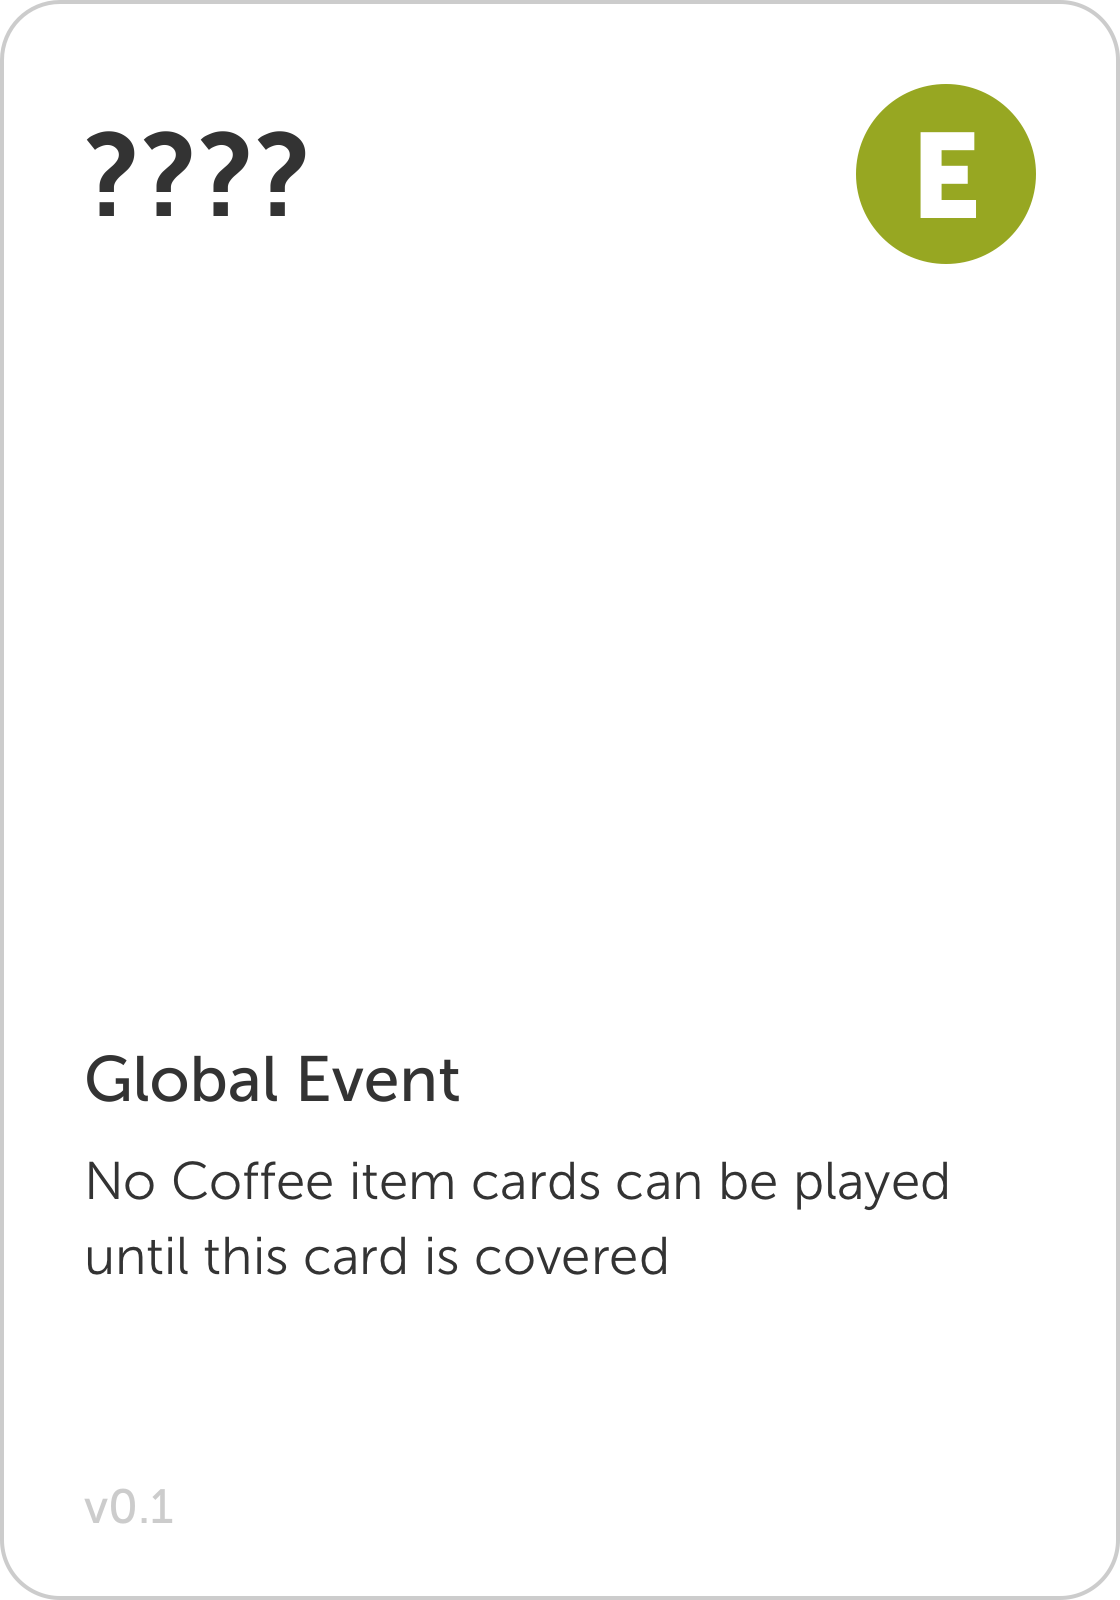 ????
E
Global Event
No Coffee item cards can be played
until this card is covered
v0.1